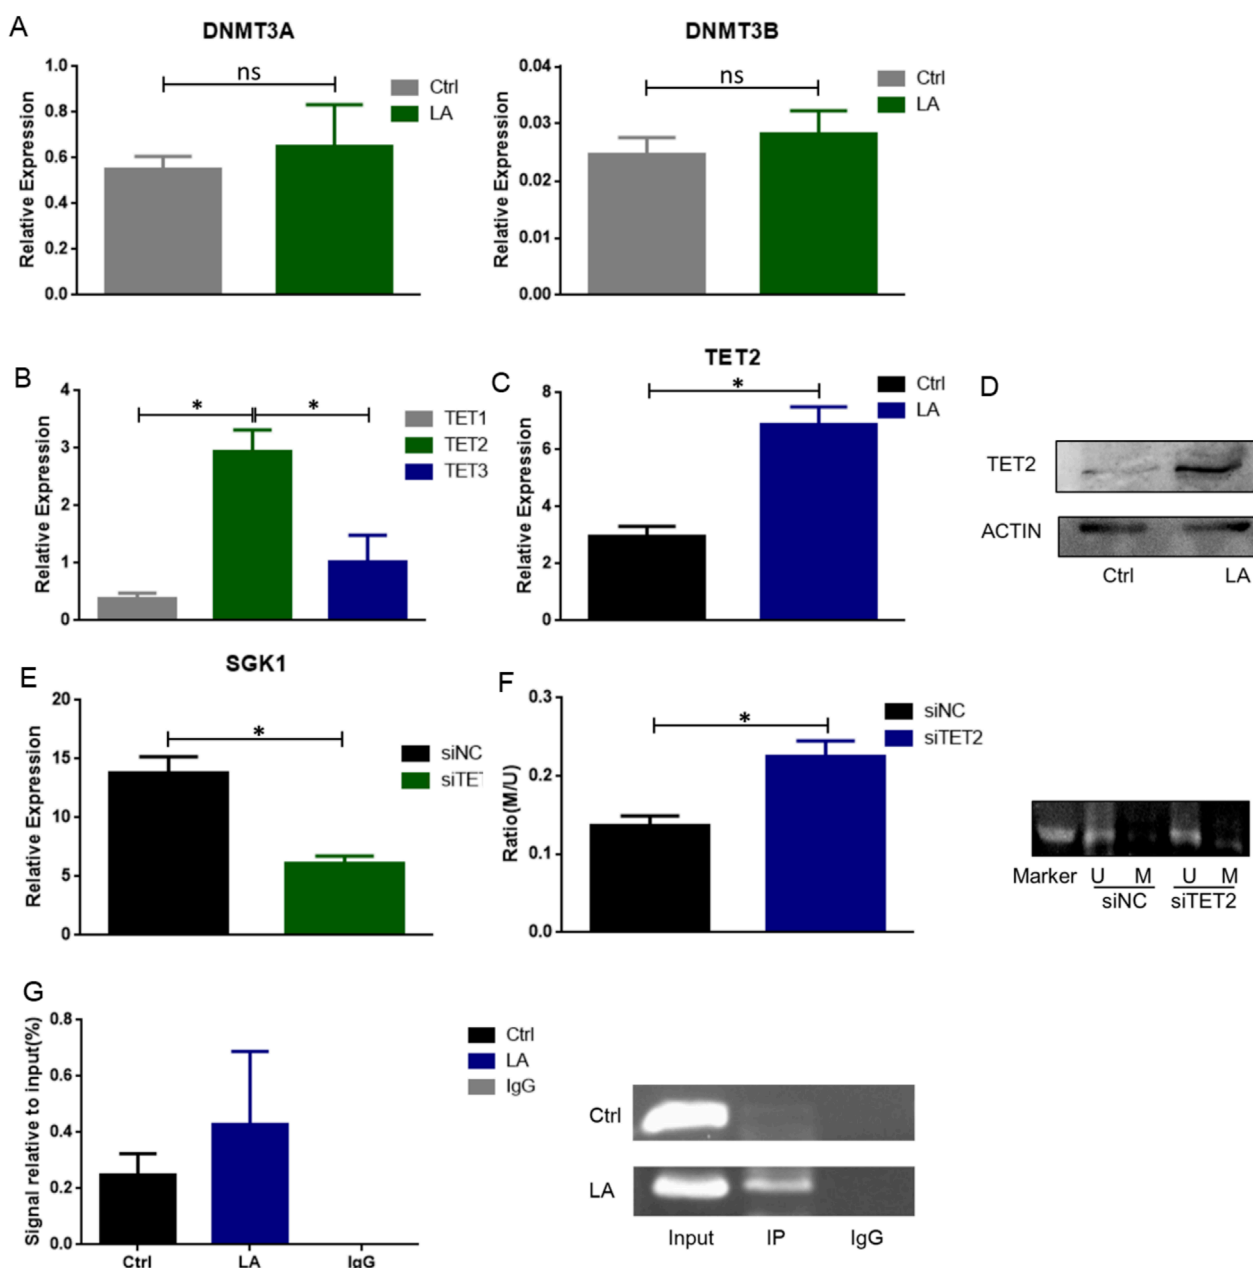 A
DNMT3A
Relative Expression
1.0
0.8
0.6
0.4
0.2
0.0
ns
Ctrl
LA
DNMT3B
Relative Expression
0.04
0.03
0.02
0.01
0.00
ns
Ctrl
LA
B
Relative Expression
4
3
2
1
0
* *
TET1
TET2
TET3
C
TET2
Relative Expression
8
6
4
2
0
*
Ctrl
LA
D
TET2
ACTIN
Ctrl LA
E
SGK1
Relative Expression
20
15
10
5
0
*
siNC
siTET
F
Ratio(M/U)
0.3
0.2
0.1
0.0
*
siNC
siTET2
Marker U M U M
siNC siTET2
G
Signal relative to input(%)
0.8
0.6
0.4
0.2
0.0
Ctrl LA IgG
Ctrl
LA
IgG
Ctrl
LA
Input IP IgG